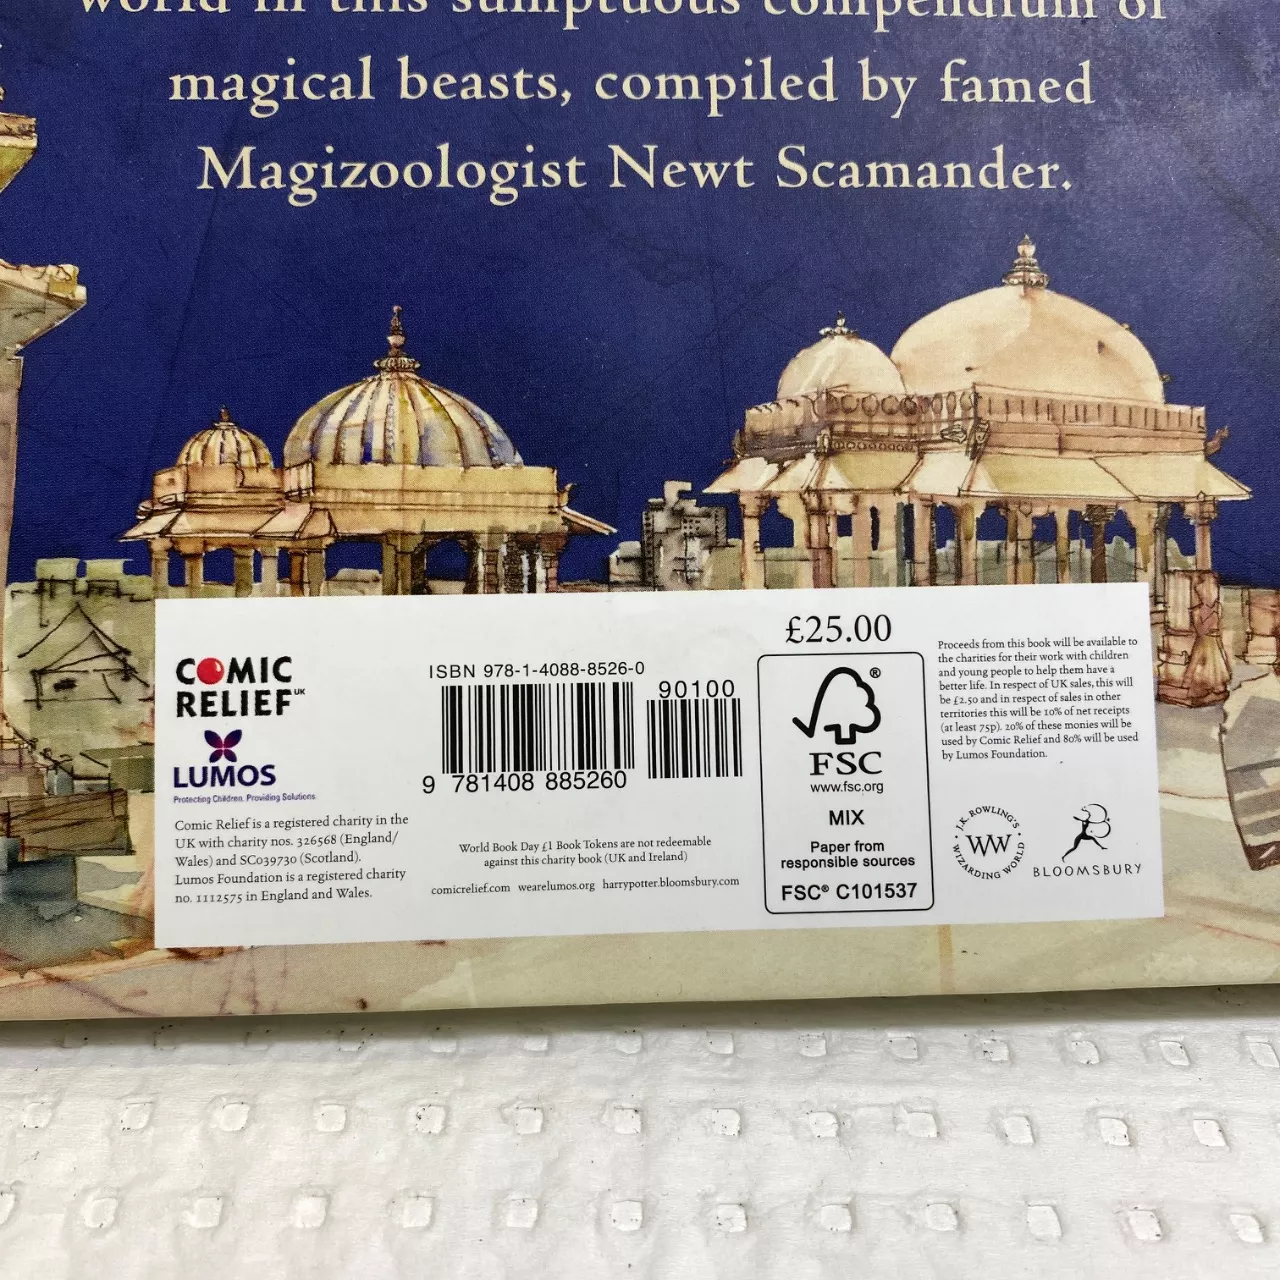 world in this sumptuous compendium of
magical beasts, compiled by famed
Magizoologist Newt Scamander.
COMIC
RELIEF UK
LUMOS
Protecting Children. Providing Solutions.
Comic Relief is a registered charity in the
UK with charity nos. 326568 (England/
Wales) and SC039730 (Scotland).
Lumos Foundation is a registered charity
no. 1112575 in England and Wales.
ISBN 978-1-4088-8526-0
90100
9 781408 885260
World Book Day £1 Book Tokens are not redeemable
against this charity book (UK and Ireland)
comicrelief.com wearelumos.org harrypotter.bloomsbury.com
£25.00
®
FSC
www.fsc.org
MIX
Paper from
responsible sources
FSC® C101537
Proceeds from this book will be available to
the charities for their work with children
and young people to help them have a
better life. In respect of UK sales, this will
be £2.50 and in respect of sales in other
territories this will be 10% of net receipts
(at least 75p). 20% of these monies will be
used by Comic Relief and 80% will be used
by Lumos Foundation.
J.K. ROWLING'S
WW
WIZARDING WORLD
BLOOMSBURY